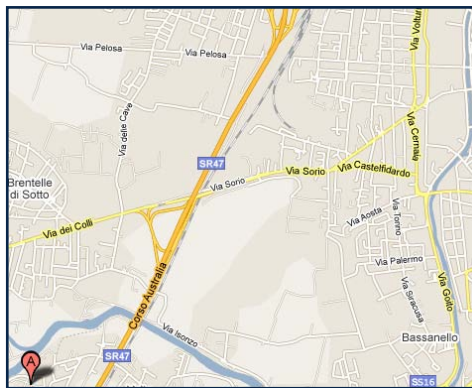 Via Pelosa
Via Pelosa
Via Volturno
Via delle Cave
Via Cernaia
SR47
Brentelle
di Sotto
Via Sorio
Via Sorio
Via Castelfidardo
Via dei Colli
Via Aosta
Via Torino
Corso Australia
Via Palermo
Via Siracusa
Via Goito
Via Isonzo
Bassanello
A
SR47
SS16